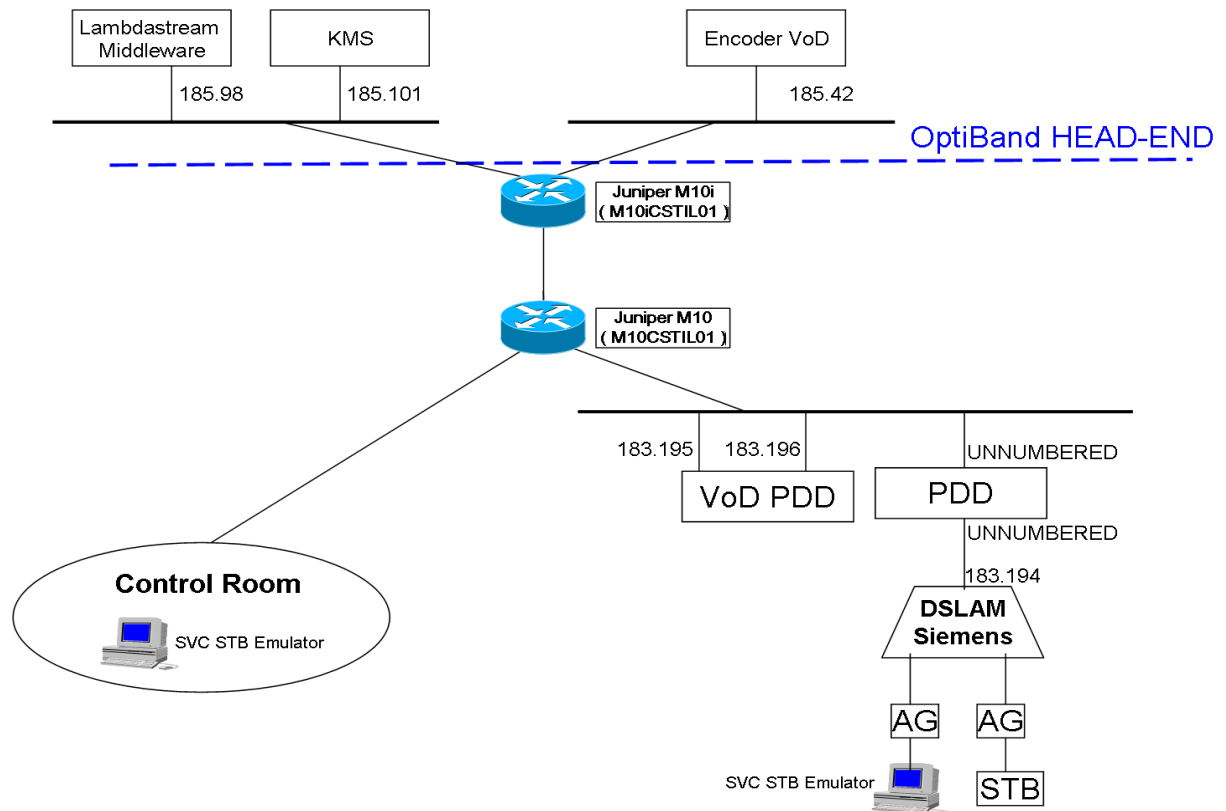 Lambdastream
Middleware
KMS
Encoder VoD
185.98
185.101
185.42
OptiBand HEAD-END
Juniper M10i
( M10iCSTIL01 )
Juniper M10
( M10CSTIL01 )
183.195
183.196
UNNUMBERED
VoD PDD
PDD
UNNUMBERED
183.194
Control Room
SVC STB Emulator
DSLAM
Siemens
AG
AG
SVC STB Emulator
STB